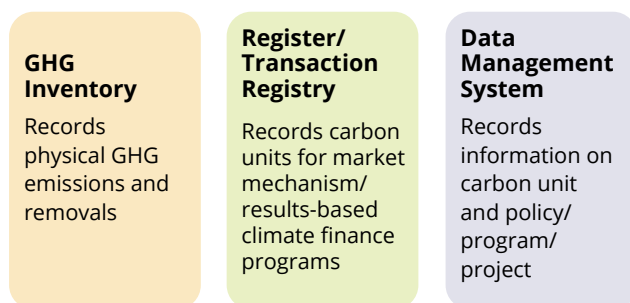 GHG
Inventory
Records
physical GHG
emissions and
removals
Register/
Transaction
Registry
Records carbon
units for market
mechanism/
results-based
climate finance
programs
Data
Management
System
Records
information on
carbon unit
and policy/
program/
project